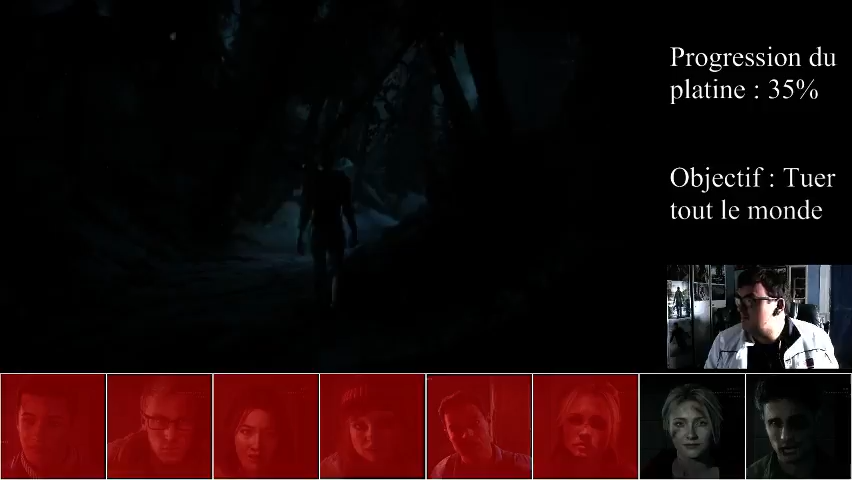 Progression du
platine : 35%
Objectif : Tuer
tout le monde